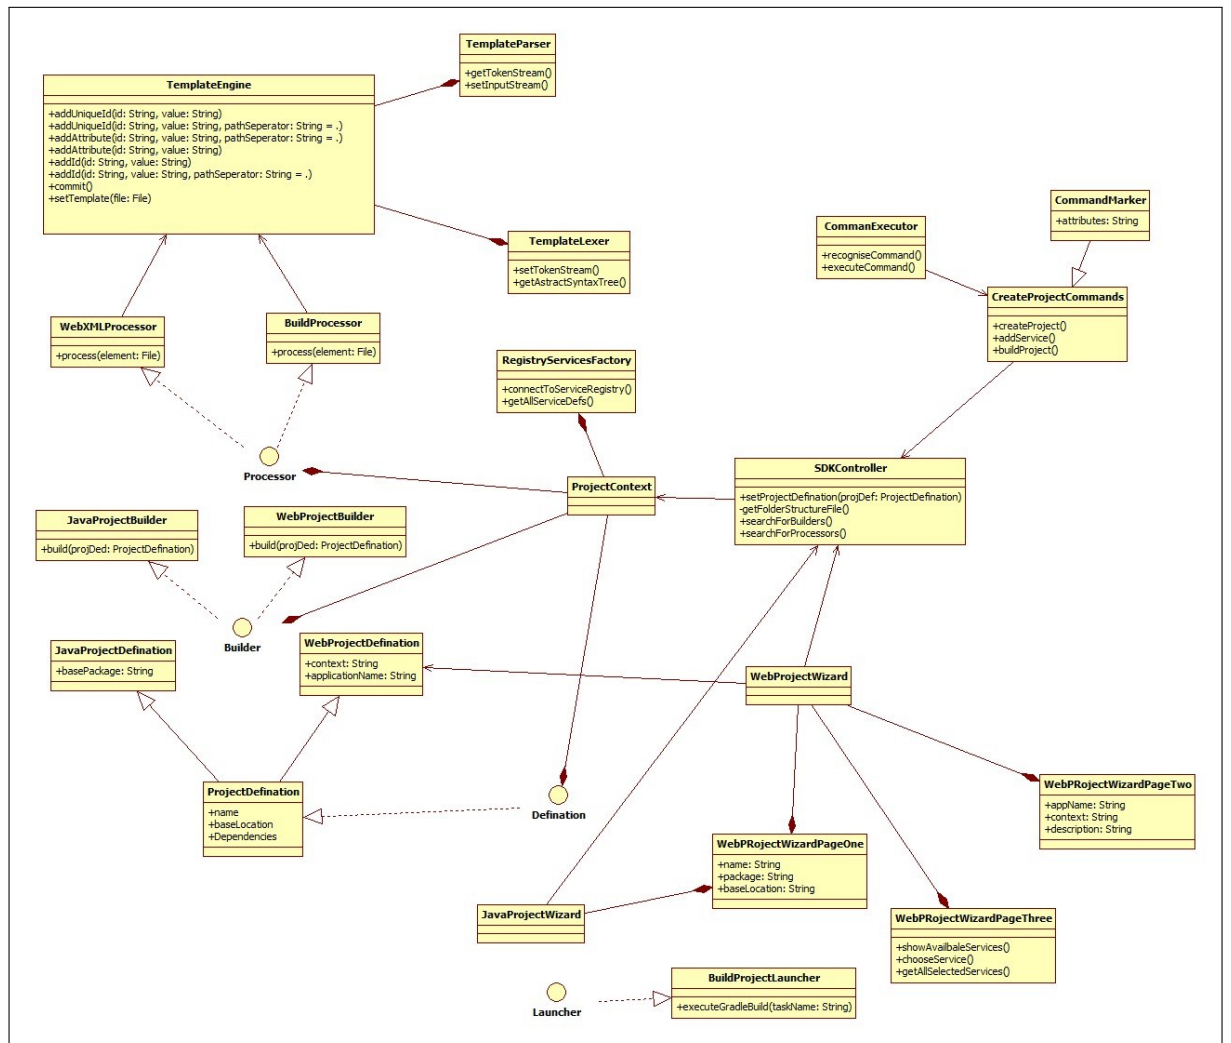 TemplateParser
+getTokenStream()
+setInputStream()
TemplateEngine
+addUniqueId(id: String, value: String)
+addUniqueId(id: String, value: String, pathSeperator: String = .)
+addAttribute(id: String, value: String, pathSeperator: String = .)
+addAttribute(id: String, value: String)
+addId(id: String, value: String)
+addId(id: String, value: String, pathSeperator: String = .)
+commit()
+setTemplate(file: File)
TemplateLexer
+setTokenStream()
+getAstractSyntaxTree()
CommandMarker
+attributes: String
CommanExecutor
+recogniseCommand()
+executeCommand()
CreateProjectCommands
+createProject()
+addService()
+buildProject()
WebXMLProcessor
+process(element: File)
BuildProcessor
+process(element: File)
RegistryServicesFactory
+connectToServiceRegistry()
+getAllServiceDefs()
Processor
ProjectContext
SDKController
+setProjectDefination(projDef: ProjectDefination)
-getFolderStructureFile()
+searchForBuilders()
+searchForProcessors()
JavaProjectBuilder
+build(projDed: ProjectDefination)
WebProjectBuilder
+build(projDed: ProjectDefination)
Builder
JavaProjectDefination
+basePackage: String
WebProjectDefination
+context: String
+applicationName: String
WebProjectWizard
ProjectDefination
+name
+baseLocation
+Dependencies
Defination
WebPRojectWizardPageTwo
+appName: String
+context: String
+description: String
WebPRojectWizardPageOne
+name: String
+package: String
+baseLocation: String
JavaProjectWizard
WebPRojectWizardPageThree
+showAvailbaleServices()
+chooseService()
+getAllSelectedServices()
Launcher
BuildProjectLauncher
+executeGradleBuild(taskName: String)